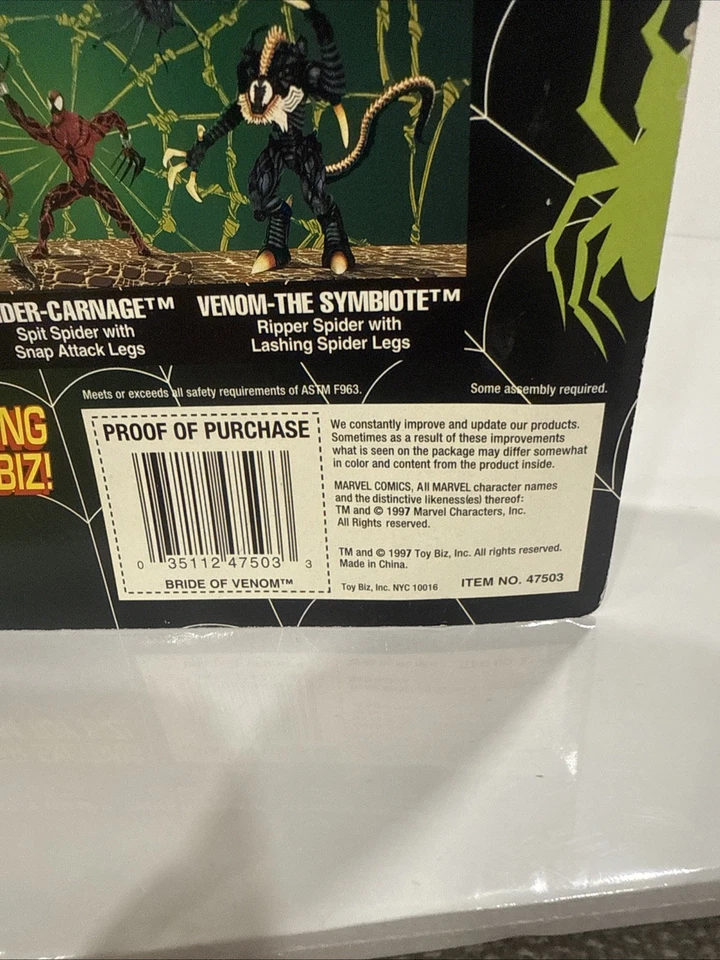 DER-CARNAGE™ VENOM-THE SYMBIOTE™
Spit Spider with
Snap Attack Legs
Ripper Spider with
Lashing Spider Legs
Meets or exceeds all safety requirements of ASTM F963.
Some assembly required.
NG
BIZ!
PROOF OF PURCHASE
0 35112 47503 3
BRIDE OF VENOM™
We constantly improve and update our products.
Sometimes as a result of these improvements
what is seen on the package may differ somewhat
in color and content from the product inside.
MARVEL COMICS, All MARVEL character names
and the distinctive likeness(es) thereof:
TM and © 1997 Marvel Characters, Inc.
All Rights reserved.
TM and © 1997 Toy Biz, Inc. All rights reserved.
Made in China.
Toy Biz, Inc. NYC 10016
ITEM NO. 47503